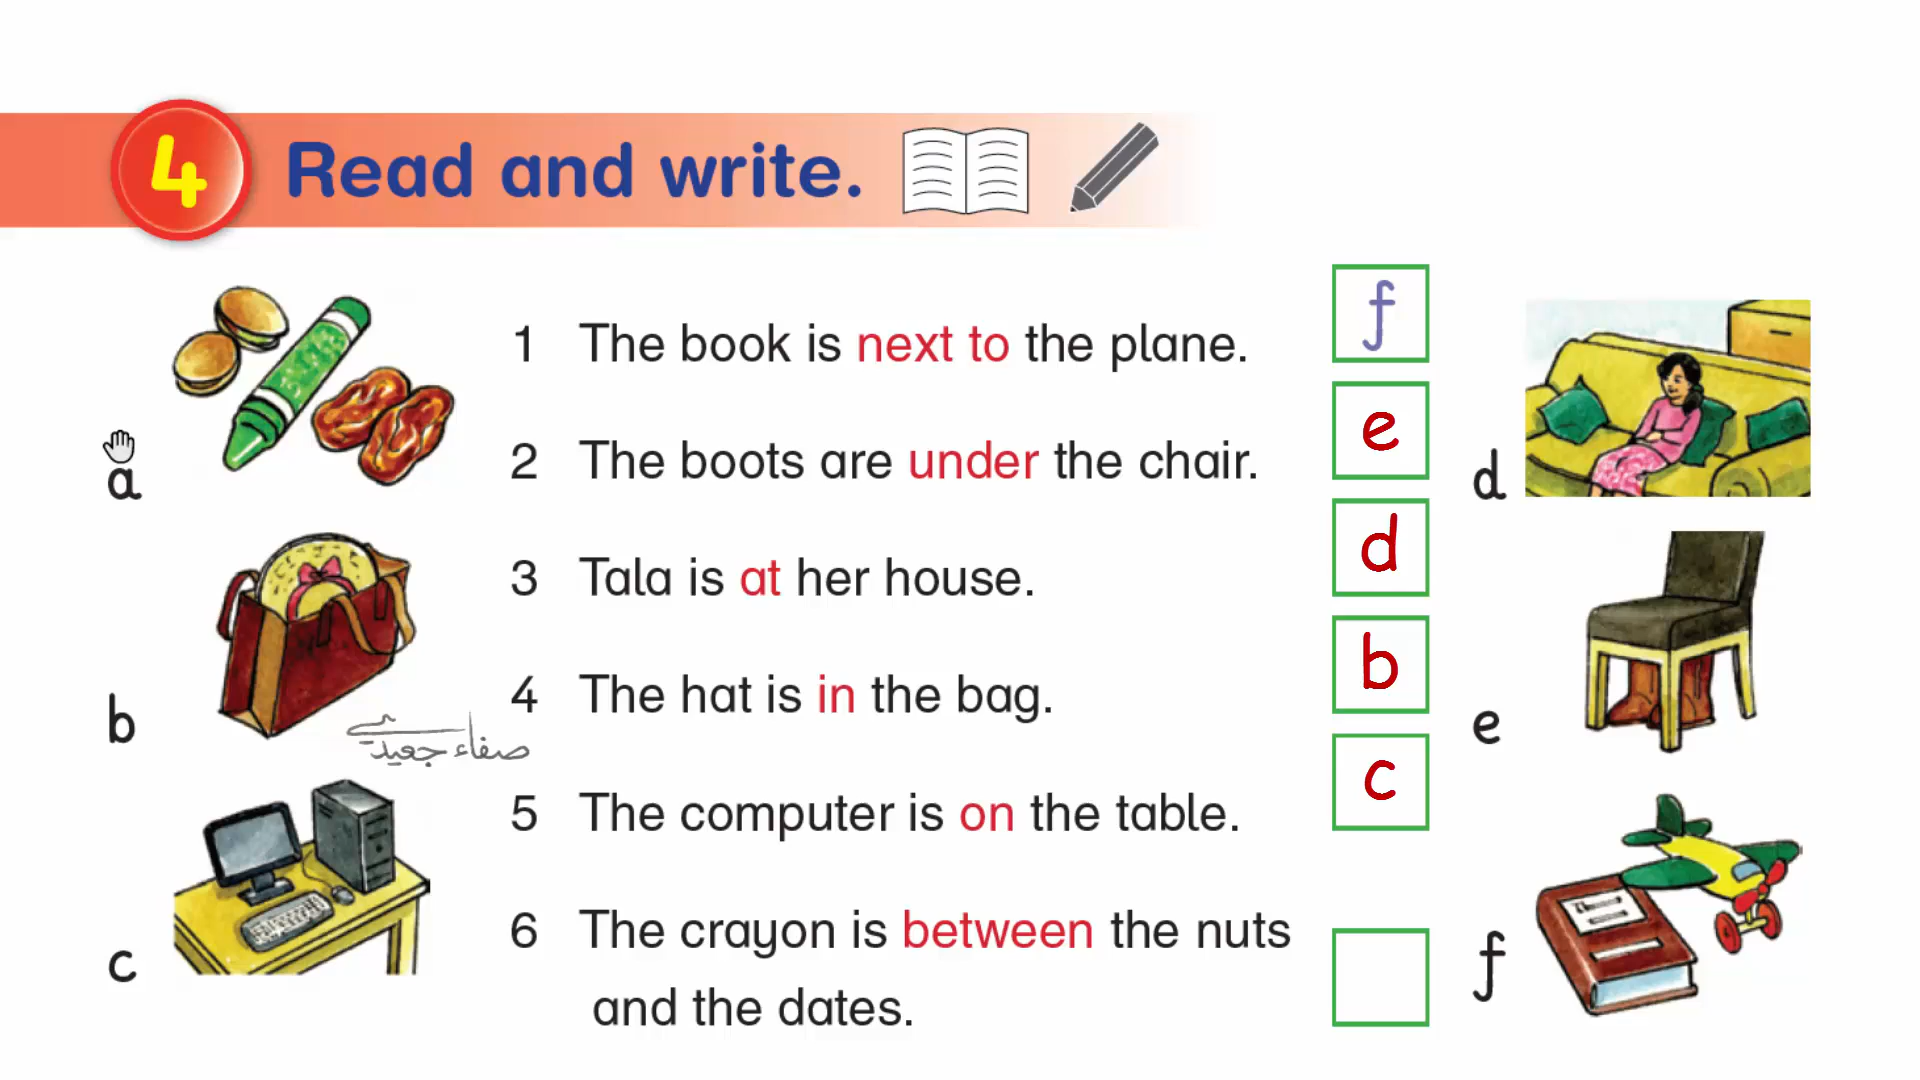 4 Read and write.
1 The book is next to the plane. f
2 The boots are under the chair. e
3 Tala is at her house. d
4 The hat is in the bag. b
5 The computer is on the table. c
6 The crayon is between the nuts
and the dates.
a
b
c
d
e
f
صفاء جعيدي